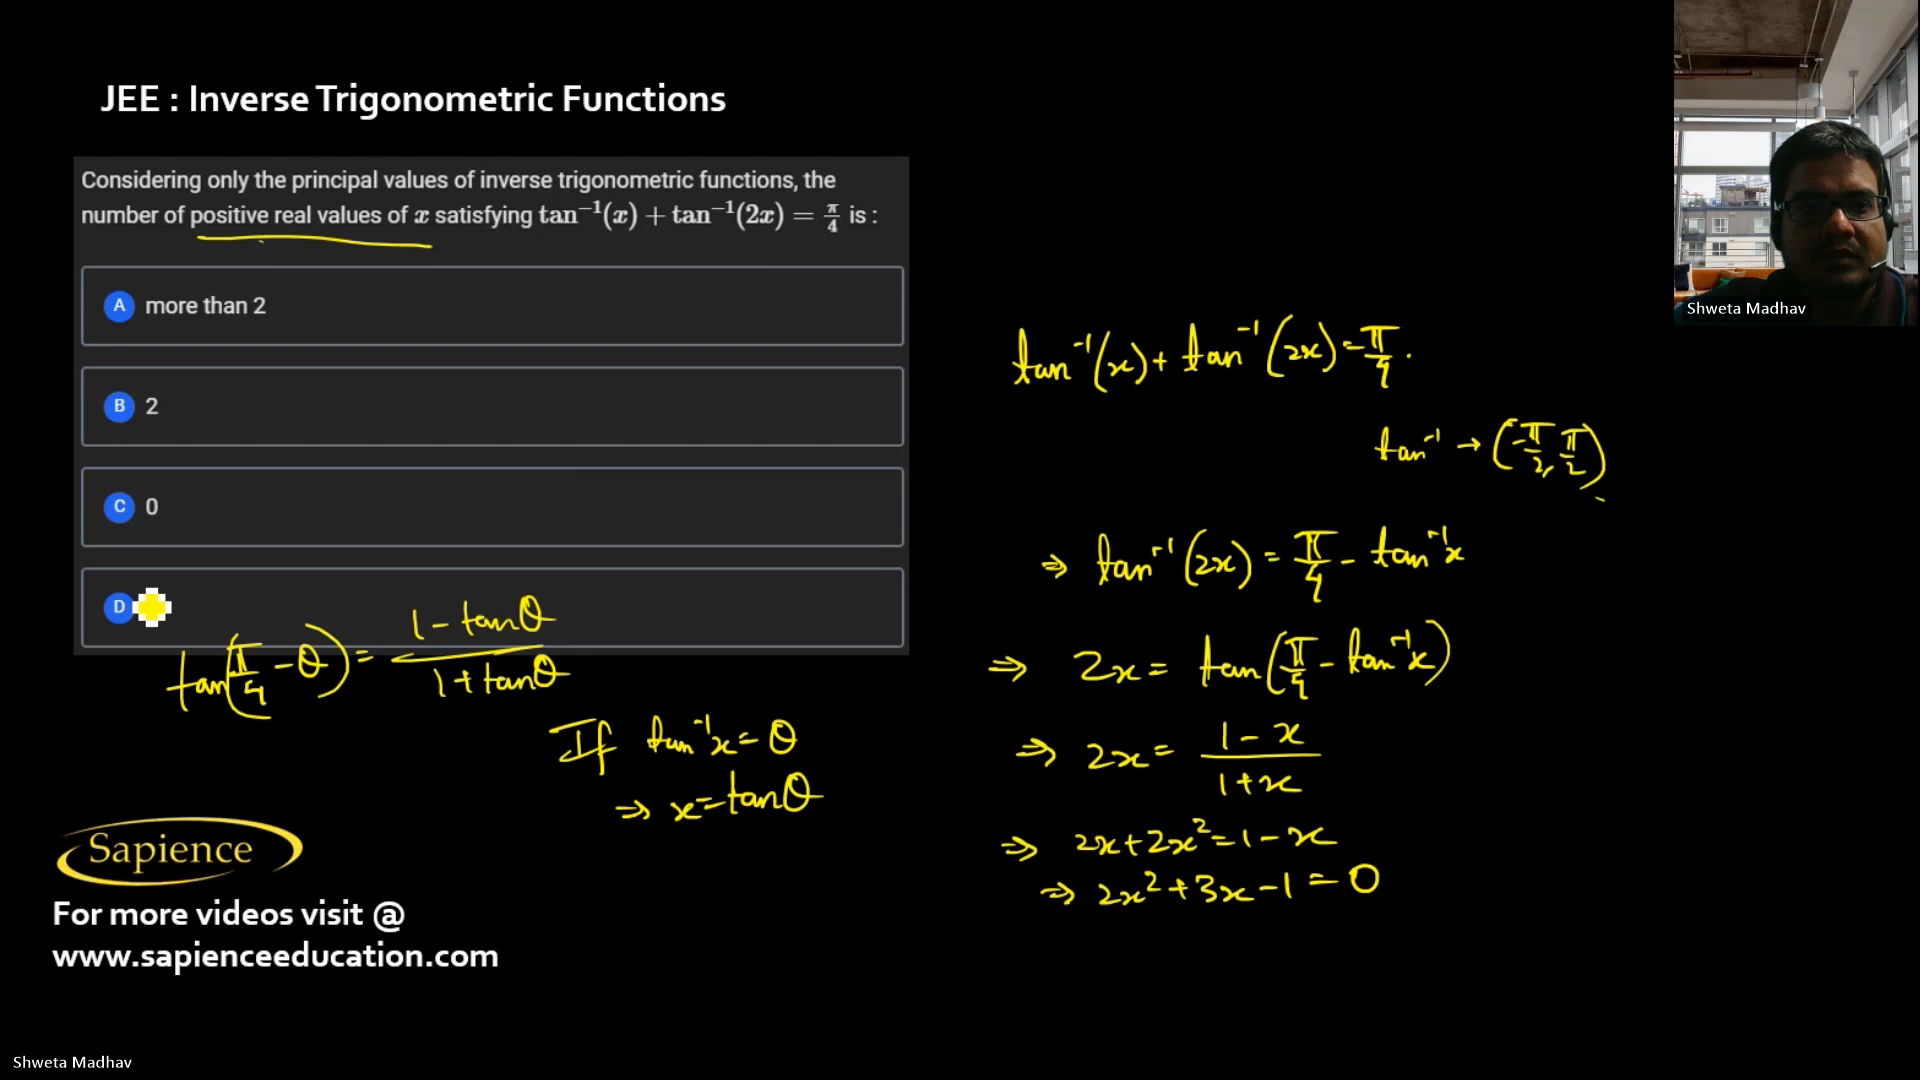 JEE : Inverse Trigonometric Functions
Considering only the principal values of inverse trigonometric functions, the
number of positive real values of x satisfying tan⁻¹(x) + tan⁻¹(2x) = π/4 is :
A more than 2
B 2
C 0
D
tan(π/4 - θ) = (1 - tanθ)/(1 + tanθ)
If tan⁻¹x = θ
⇒ x = tanθ
tan⁻¹(x) + tan⁻¹(2x) = π/4.
tan⁻¹ → (-π/2, π/2)
⇒ tan⁻¹(2x) = π/4 - tan⁻¹x
⇒ 2x = tan(π/4 - tan⁻¹x)
⇒ 2x = (1 - x)/(1 + x)
⇒ 2x + 2x² = 1 - x
⇒ 2x² + 3x - 1 = 0
Sapience
For more videos visit @
www.sapienceeducation.com
Shweta Madhav
Shweta Madhav